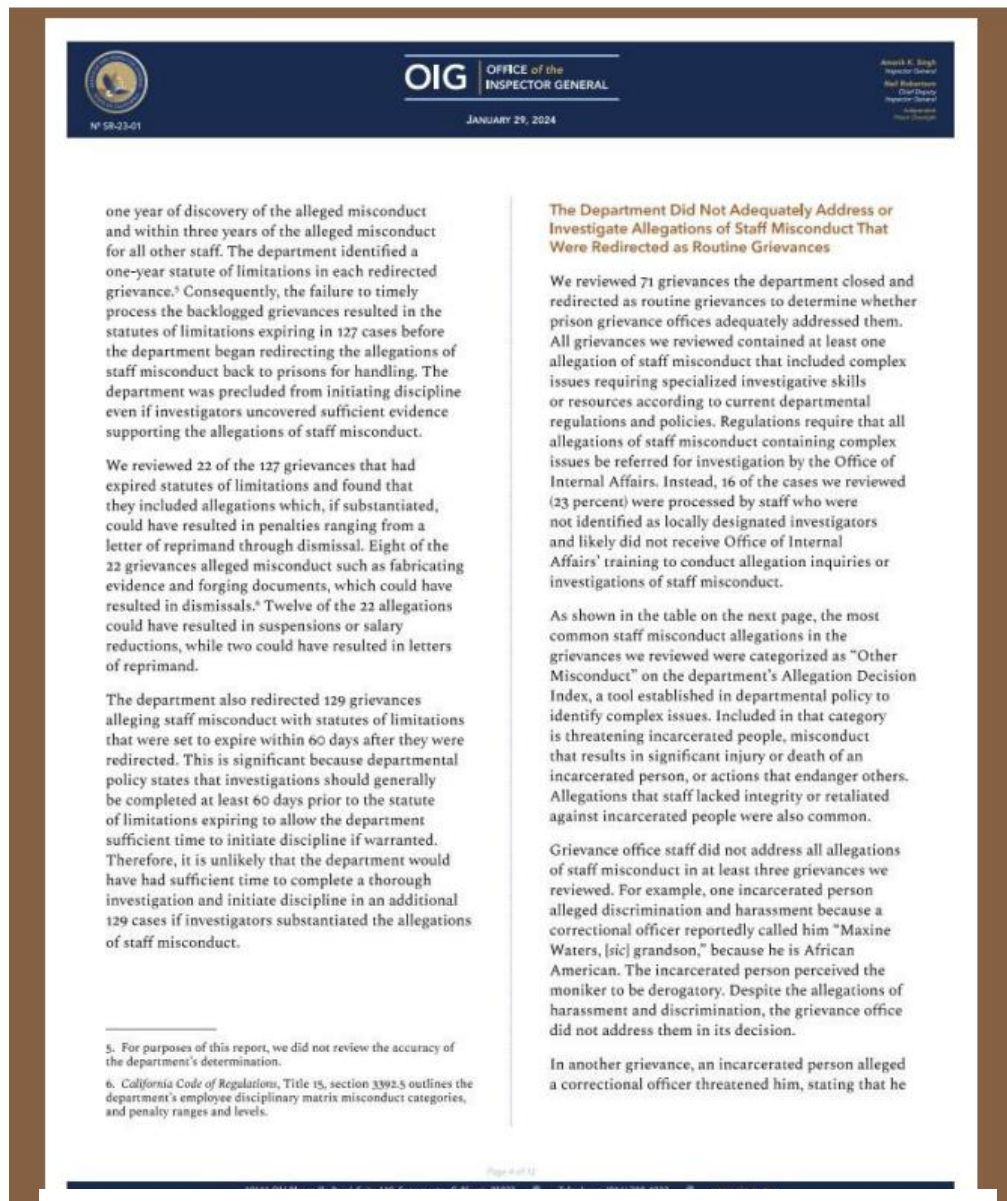 OIG
OFFICE of the
INSPECTOR GENERAL
JANUARY 29, 2024
Nº SR-23-01
Amarik K. Singh
Inspector General
Neil Robertson
Chief Deputy
Inspector General
Independent
Prison Oversight
one year of discovery of the alleged misconduct
and within three years of the alleged misconduct
for all other staff. The department identified a
one-year statute of limitations in each redirected
grievance.⁵ Consequently, the failure to timely
process the backlogged grievances resulted in the
statutes of limitations expiring in 127 cases before
the department began redirecting the allegations of
staff misconduct back to prisons for handling. The
department was precluded from initiating discipline
even if investigators uncovered sufficient evidence
supporting the allegations of staff misconduct.
We reviewed 22 of the 127 grievances that had
expired statutes of limitations and found that
they included allegations which, if substantiated,
could have resulted in penalties ranging from a
letter of reprimand through dismissal. Eight of the
22 grievances alleged misconduct such as fabricating
evidence and forging documents, which could have
resulted in dismissals.⁶ Twelve of the 22 allegations
could have resulted in suspensions or salary
reductions, while two could have resulted in letters
of reprimand.
The department also redirected 129 grievances
alleging staff misconduct with statutes of limitations
that were set to expire within 60 days after they were
redirected. This is significant because departmental
policy states that investigations should generally
be completed at least 60 days prior to the statute
of limitations expiring to allow the department
sufficient time to initiate discipline if warranted.
Therefore, it is unlikely that the department would
have had sufficient time to complete a thorough
investigation and initiate discipline in an additional
129 cases if investigators substantiated the allegations
of staff misconduct.
5. For purposes of this report, we did not review the accuracy of
the department's determination.
6. California Code of Regulations, Title 15, section 3392.5 outlines the
department's employee disciplinary matrix misconduct categories,
and penalty ranges and levels.
The Department Did Not Adequately Address or
Investigate Allegations of Staff Misconduct That
Were Redirected as Routine Grievances
We reviewed 71 grievances the department closed and
redirected as routine grievances to determine whether
prison grievance offices adequately addressed them.
All grievances we reviewed contained at least one
allegation of staff misconduct that included complex
issues requiring specialized investigative skills
or resources according to current departmental
regulations and policies. Regulations require that all
allegations of staff misconduct containing complex
issues be referred for investigation by the Office of
Internal Affairs. Instead, 16 of the cases we reviewed
(23 percent) were processed by staff who were
not identified as locally designated investigators
and likely did not receive Office of Internal
Affairs' training to conduct allegation inquiries or
investigations of staff misconduct.
As shown in the table on the next page, the most
common staff misconduct allegations in the
grievances we reviewed were categorized as "Other
Misconduct" on the department's Allegation Decision
Index, a tool established in departmental policy to
identify complex issues. Included in that category
is threatening incarcerated people, misconduct
that results in significant injury or death of an
incarcerated person, or actions that endanger others.
Allegations that staff lacked integrity or retaliated
against incarcerated people were also common.
Grievance office staff did not address all allegations
of staff misconduct in at least three grievances we
reviewed. For example, one incarcerated person
alleged discrimination and harassment because a
correctional officer reportedly called him "Maxine
Waters, [sic] grandson," because he is African
American. The incarcerated person perceived the
moniker to be derogatory. Despite the allegations of
harassment and discrimination, the grievance office
did not address them in its decision.
In another grievance, an incarcerated person alleged
a correctional officer threatened him, stating that he
Page 4 of 12